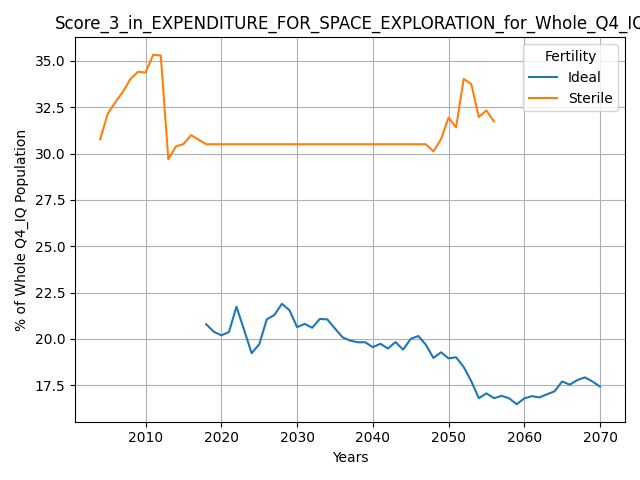 Score_3_in_EXPENDITURE_FOR_SPACE_EXPLORATION_for_Whole_Q4_IQ
Fertility
Ideal
Sterile
% of Whole Q4_IQ Population
35.0
32.5
30.0
27.5
25.0
22.5
20.0
17.5
2010 2020 2030 2040 2050 2060 2070
Years